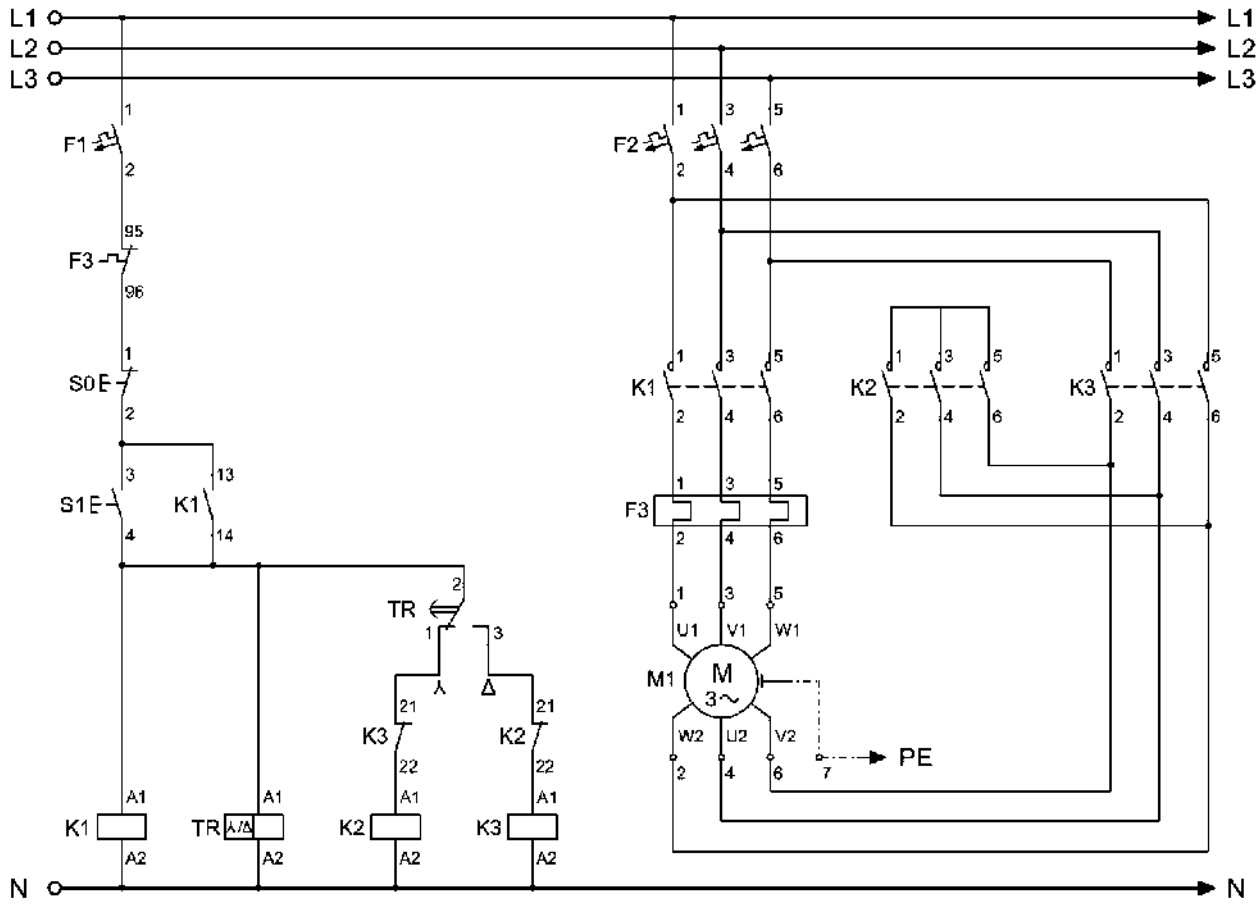 L1 L1
L2 L2
L3 L3
1 1 3 5
F1 F2
2 2 4 6
95
F3
96
1 1 3 5 1 3 5 1 3 5
S0 K1 K2 K3
2 2 4 6 2 4 6 2 4 6
3 13 1 3 5
S1 K1 F3
4 14 2 4 6
2 1 3 5
TR
1 3 U1 V1 W1
M1 M
3~
21 21
K3 K2 W2 U2 V2
22 22 2 4 6 7 PE
A1 A1 A1 A1
K1 TR K2 K3
A2 A2 A2 A2
N N